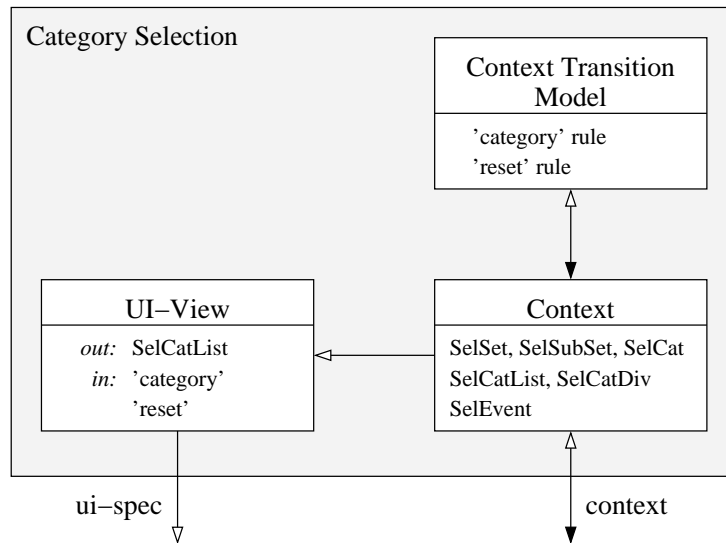 Category Selection
Context Transition
Model
’category’ rule
’reset’ rule
UI−View
out: SelCatList
in: ’category’
’reset’
Context
SelSet, SelSubSet, SelCat
SelCatList, SelCatDiv
SelEvent
ui−spec
context